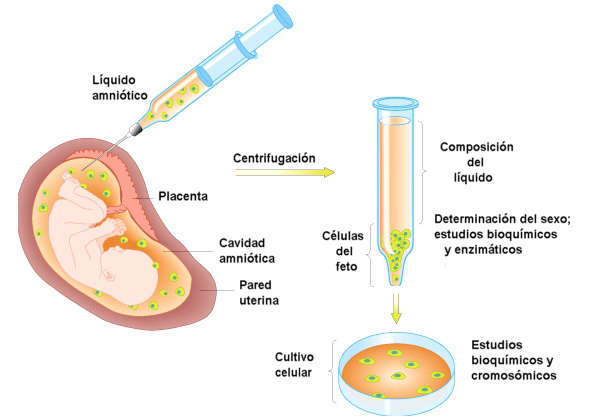 Líquido
amniótico
Centrifugación
Placenta
Cavidad
amniótica
Pared
uterina
Composición
del
líquido
Células
del
feto
Determinación del sexo;
estudios bioquímicos
y enzimáticos
Cultivo
celular
Estudios
bioquímicos y
cromosómicos